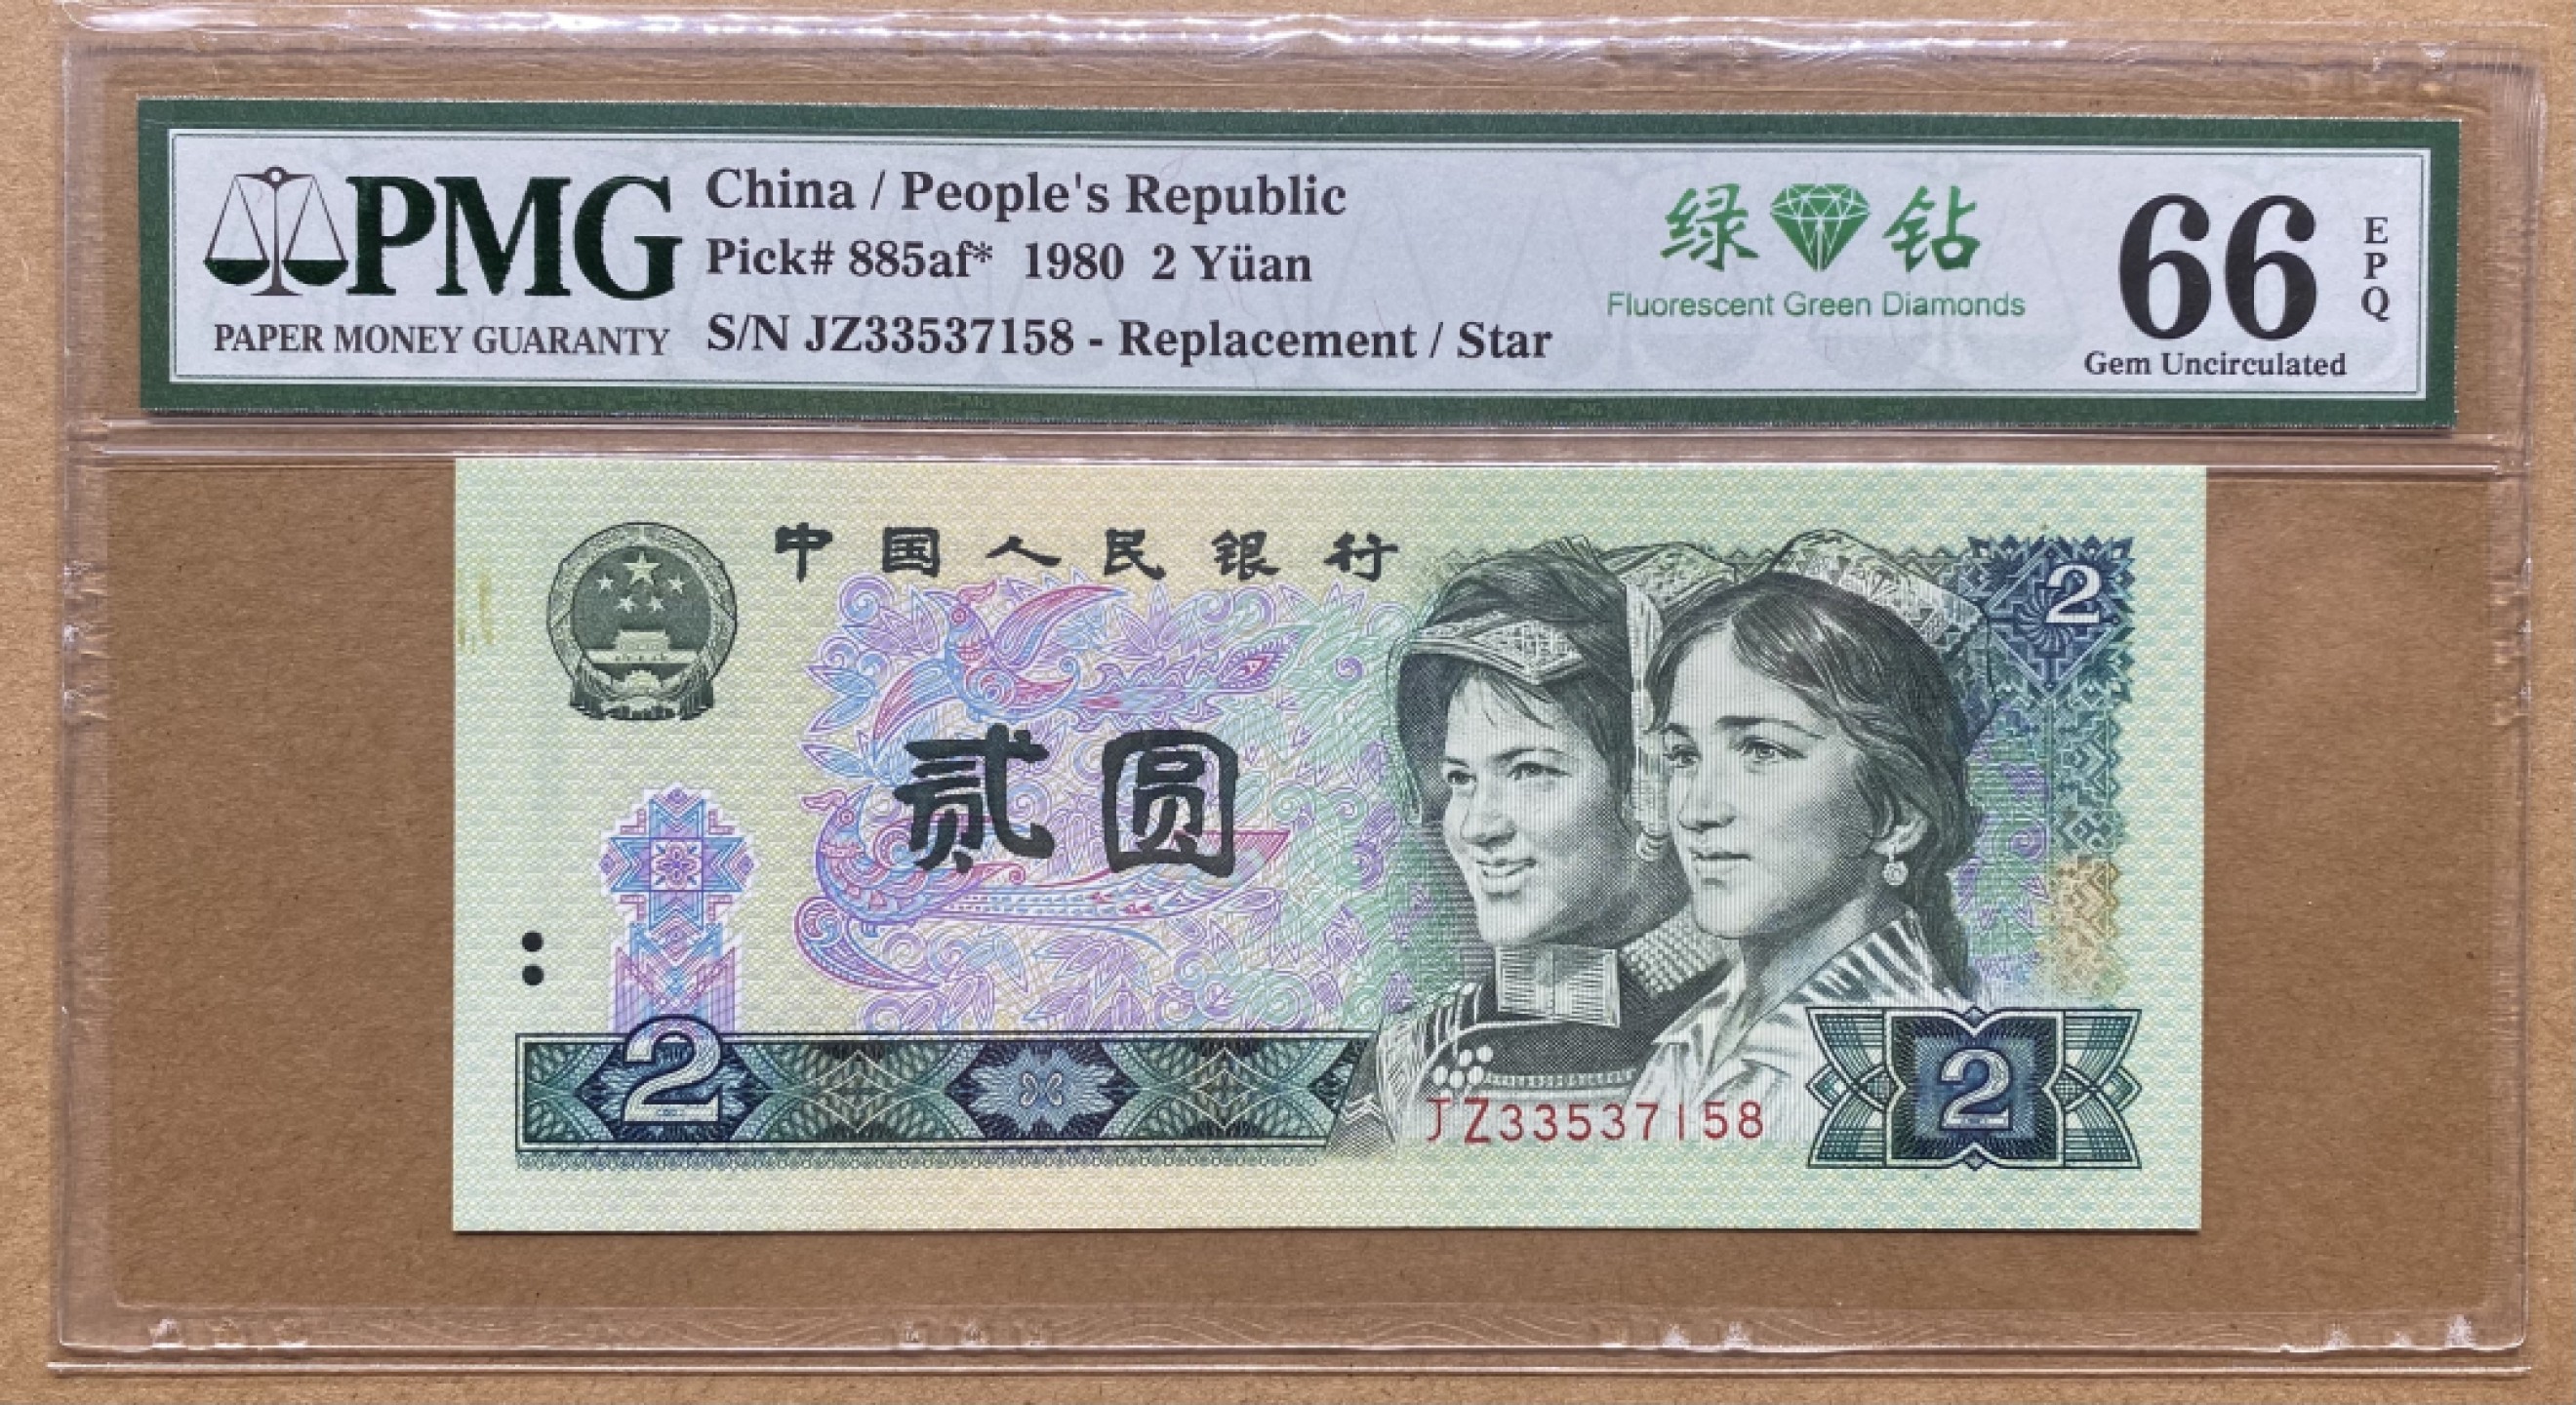 PMG
PAPER MONEY GUARANTY
China / People's Republic
Pick# 885af* 1980 2 Yüan
S/N JZ33537158 - Replacement / Star
绿钻
Fluorescent Green Diamonds
66
EPQ
Gem Uncirculated
中国人民银行
2
贰圆
2
JZ33537158
2